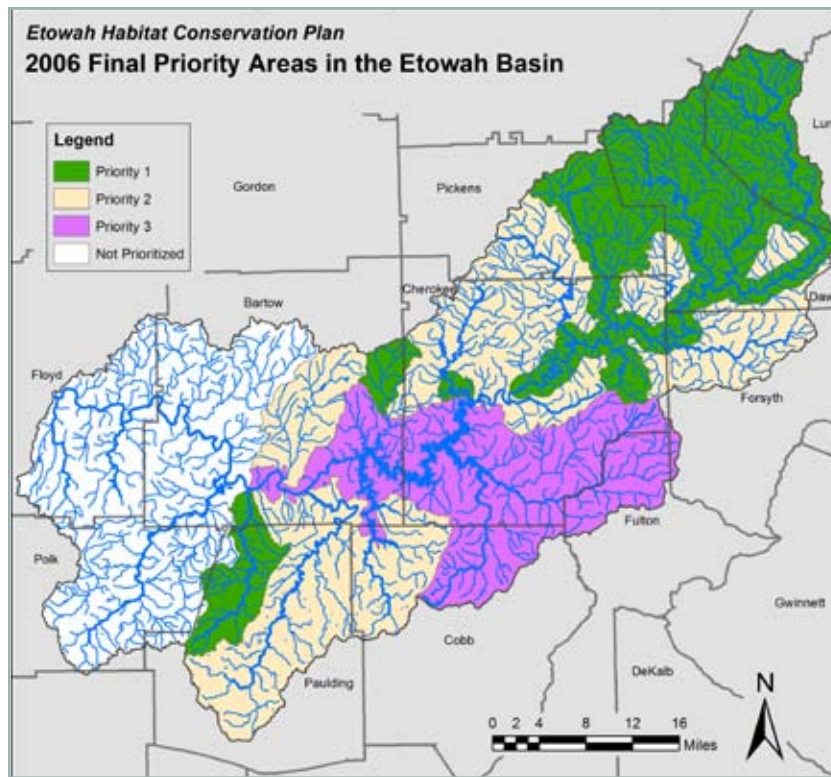 Etowah Habitat Conservation Plan
2006 Final Priority Areas in the Etowah Basin
Legend
Priority 1
Priority 2
Priority 3
Not Prioritized
Lum
Gordon
Pickens
Cherokee
Bartow
Daw
Floyd
Forsyth
Fulton
Polk
Gwinnett
Cobb
DeKalb
Paulding
N
0 2 4 8 12 16
Miles